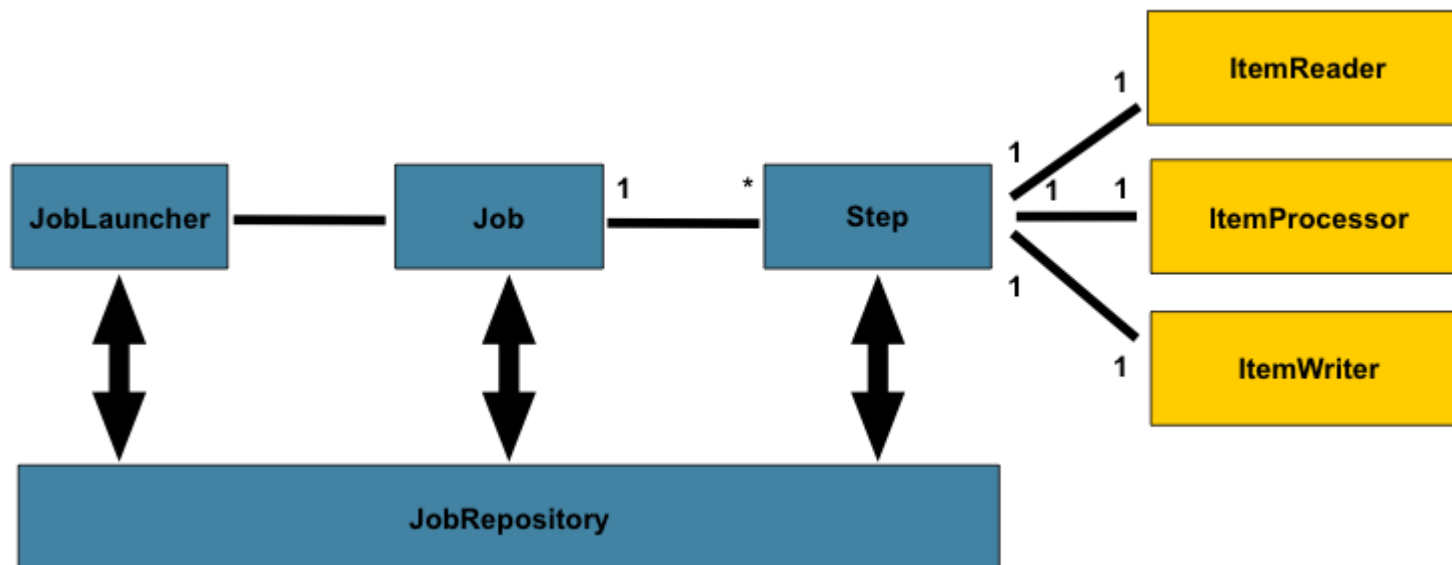 ItemReader
1
1
JobLauncher
Job
1
*
Step
1
1
ItemProcessor
1
1
ItemWriter
JobRepository